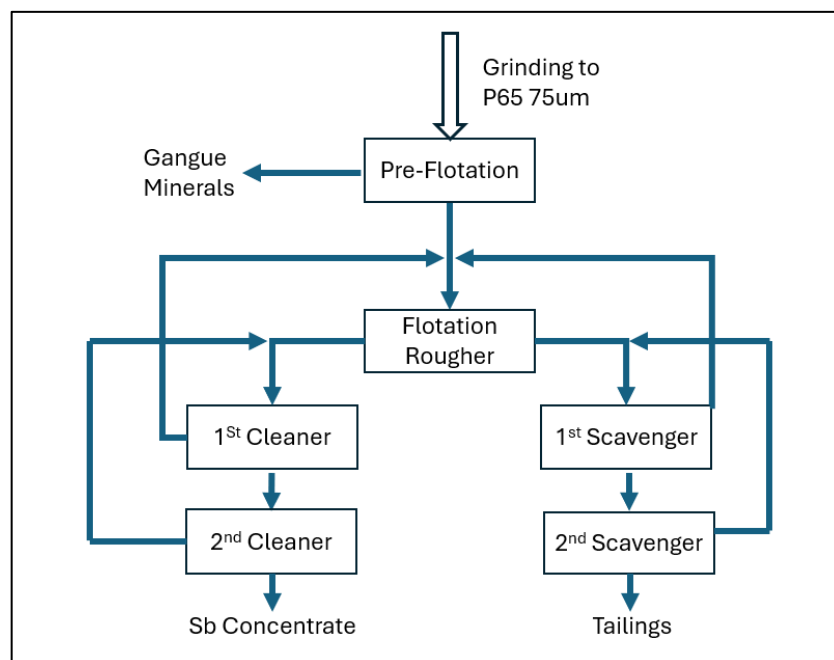 Grinding to
P65 75um
Pre-Flotation
Gangue
Minerals
Flotation
Rougher
1St Cleaner
1st Scavenger
2nd Cleaner
2nd Scavenger
Sb Concentrate
Tailings